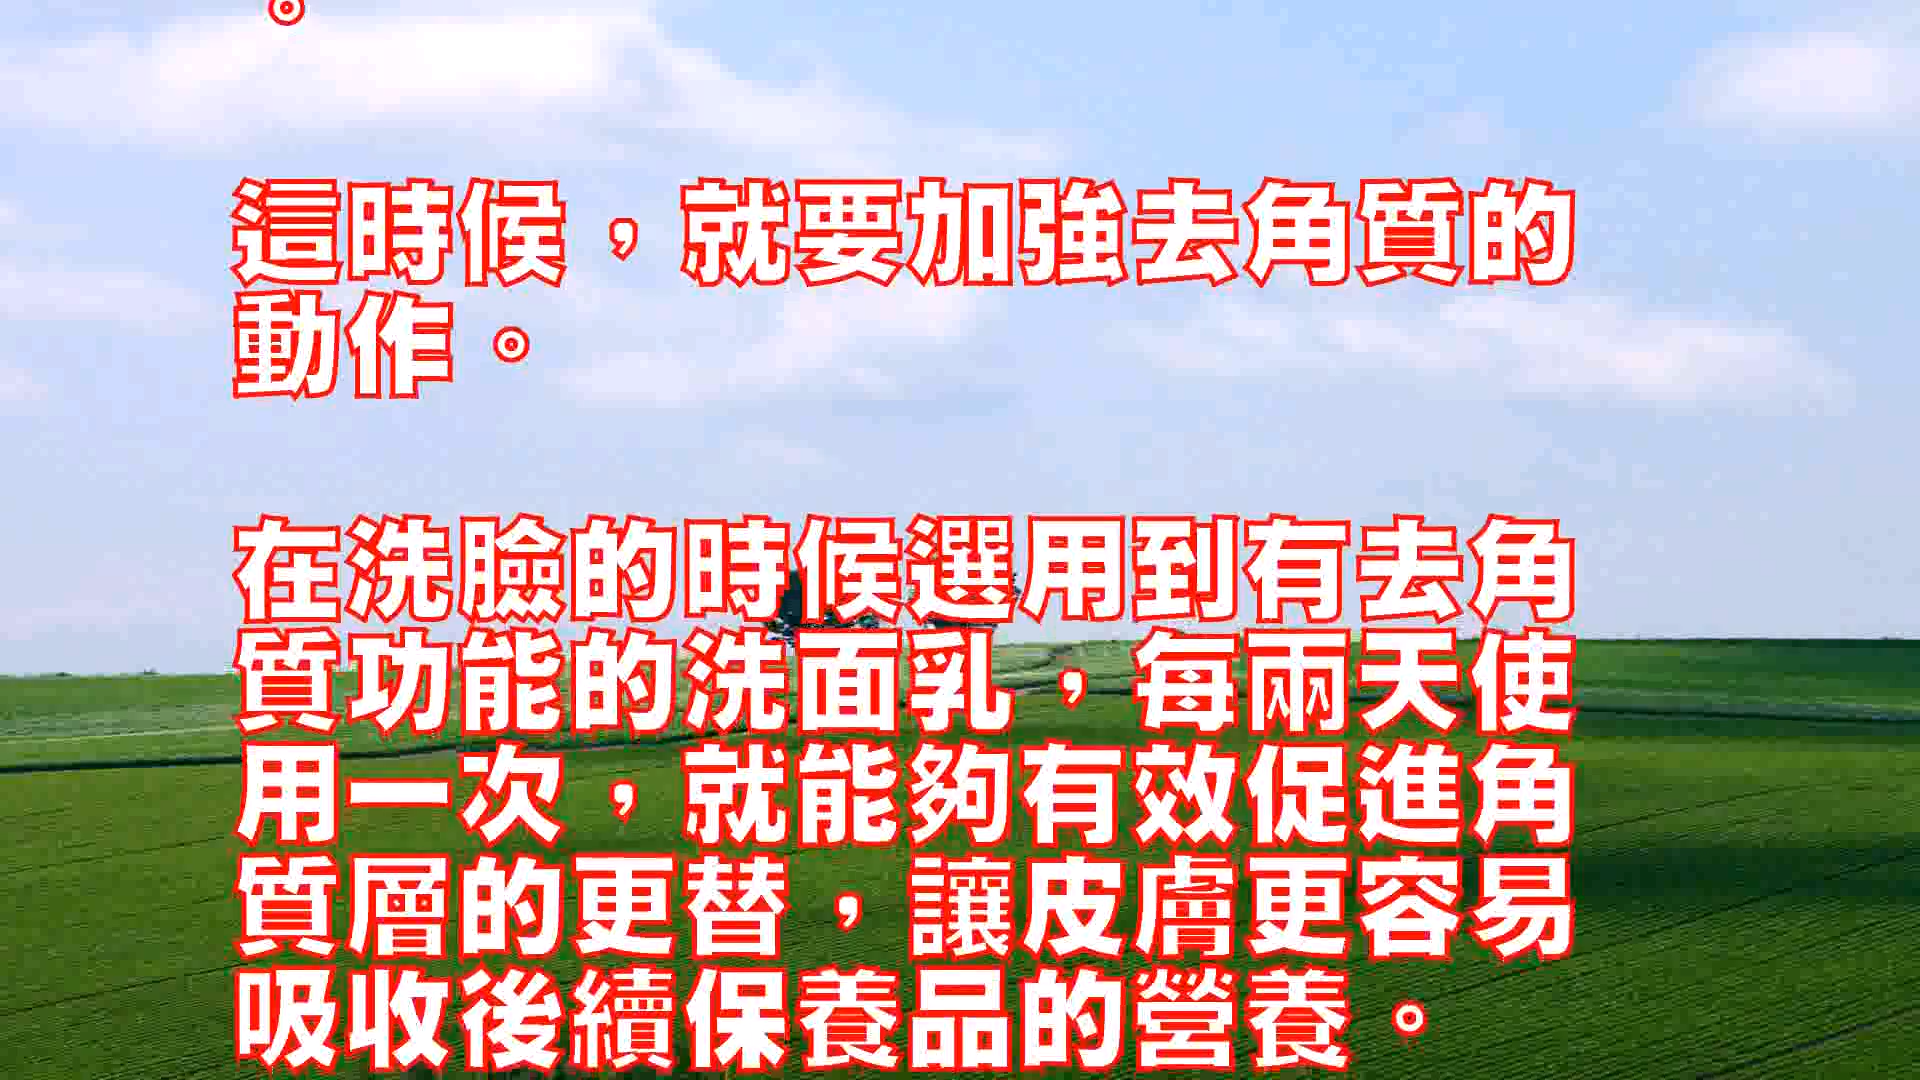 。
這時候，就要加強去角質的
動作。
在洗臉的時候選用到有去角
質功能的洗面乳，每兩天使
用一次，就能夠有效促進角
質層的更替，讓皮膚更容易
吸收後續保養品的營養。